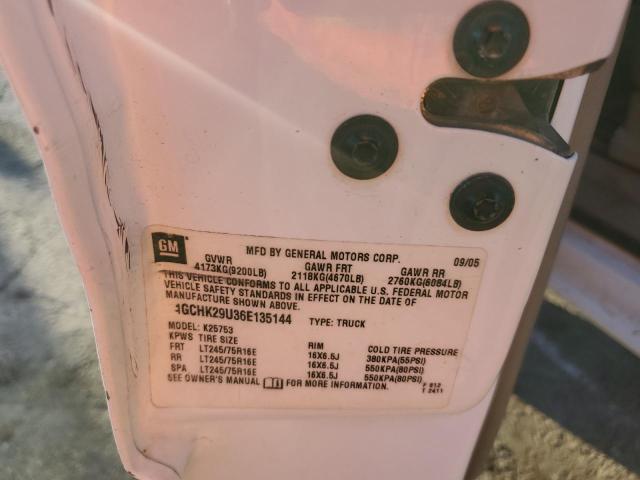 GM MFD BY GENERAL MOTORS CORP. 09/05
GVWR GAWR FRT GAWR RR
4173KG(9200LB) 2118KG(4670LB) 2760KG(6084LB)
THIS VEHICLE CONFORMS TO ALL APPLICABLE U.S. FEDERAL MOTOR
VEHICLE SAFETY STANDARDS IN EFFECT ON THE DATE OF
MANUFACTURE SHOWN ABOVE.
1GCHK29U36E135144 TYPE: TRUCK
MODEL: K25753
KPWS TIRE SIZE RIM COLD TIRE PRESSURE
FRT LT245/75R16E 16X6.5J 380KPA(55PSI)
RR LT245/75R16E 16X6.5J 550KPA(80PSI)
SPA LT245/75R16E 16X6.5J 550KPA(80PSI)
SEE OWNER'S MANUAL FOR MORE INFORMATION. F 012
T 2411